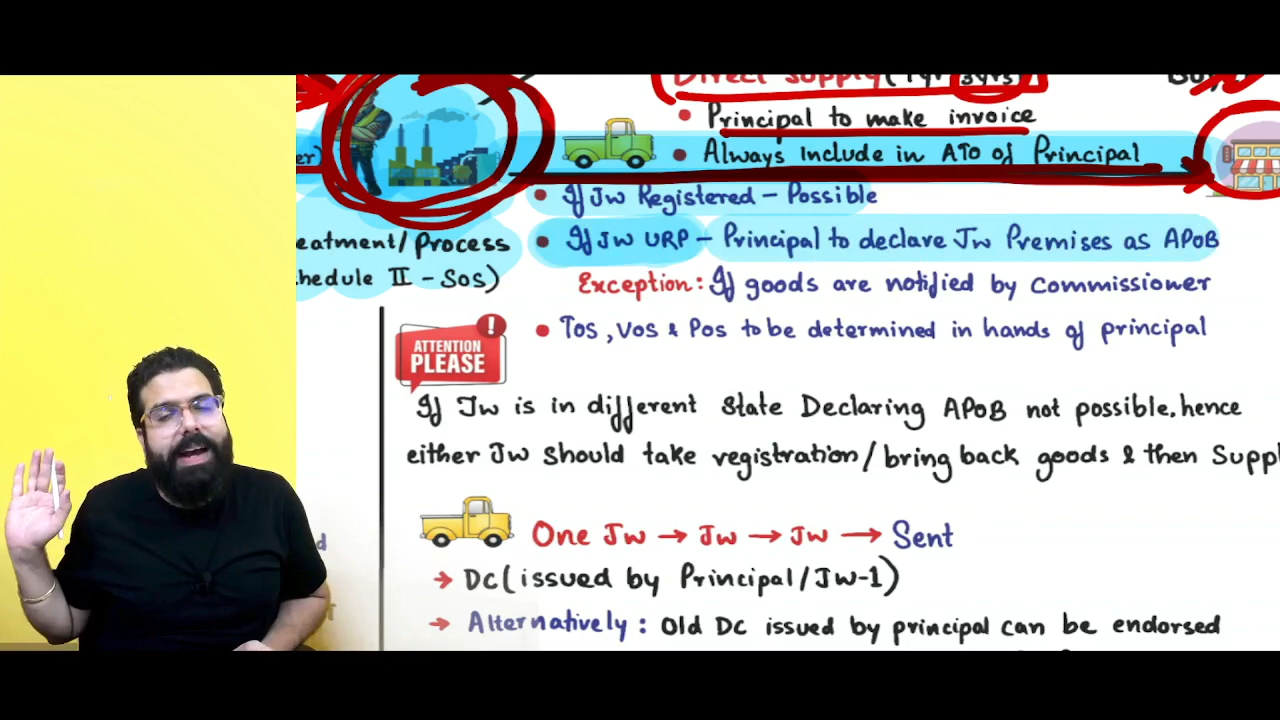 Direct Supply (1yr 3yrs)
Principal to make invoice
Always Include in ATO of Principal
If JW Registered - Possible
eatment/Process
If JW URP - Principal to declare JW Premises as APOB
hedule II - SOS)
Exception: If goods are notified by Commissioner
TOS, VOS & POS to be determined in hands of principal
ATTENTION
PLEASE
If JW is in different State Declaring APOB not possible. hence
either JW should take registration/bring back goods & then Suppl
One JW → JW → JW → Sent
→ DC (issued by Principal/JW-1)
→ Alternatively: Old DC issued by principal can be endorsed